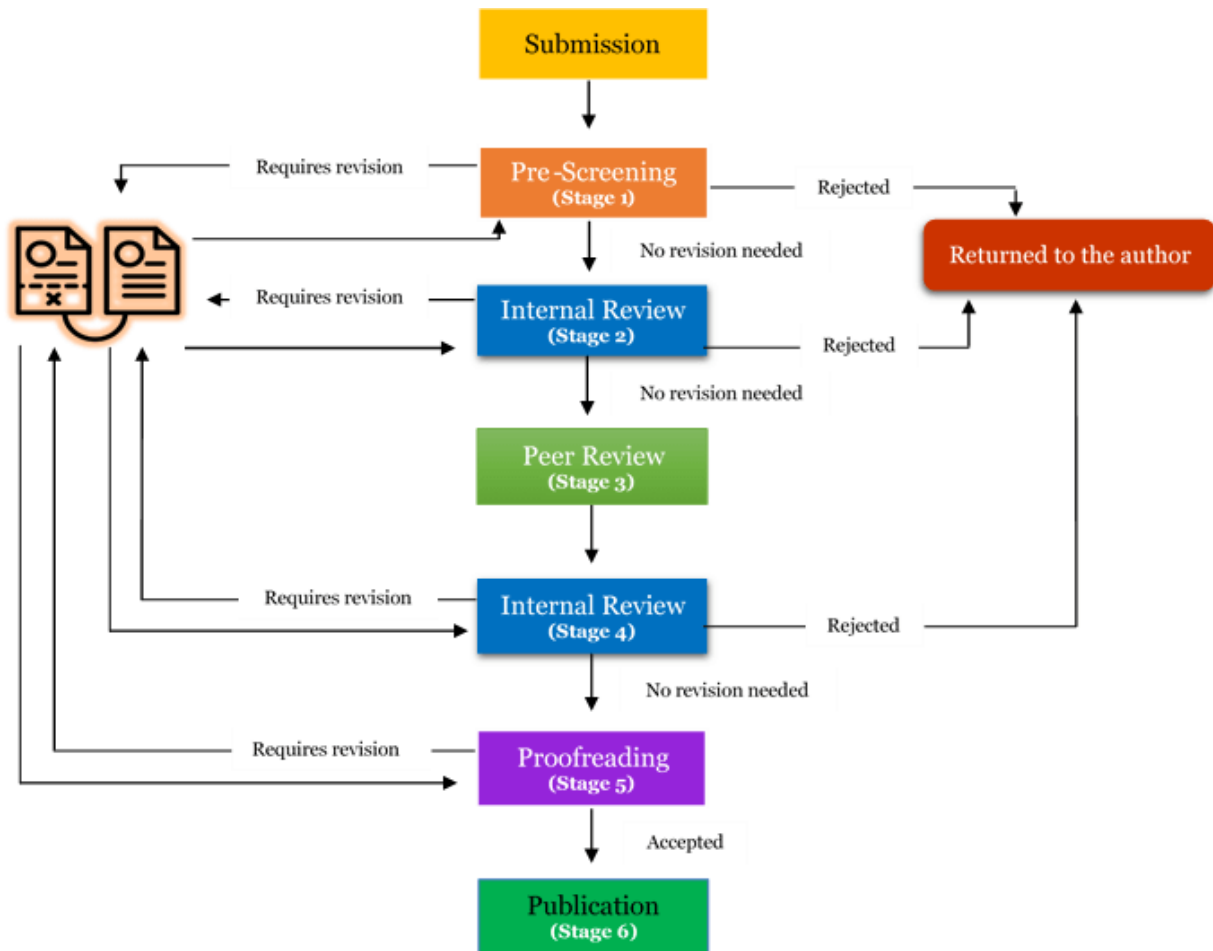 Submission
Requires revision
Pre-Screening
(Stage 1)
Rejected
No revision needed
Returned to the author
Requires revision
Internal Review
(Stage 2)
Rejected
No revision needed
Peer Review
(Stage 3)
Requires revision
Internal Review
(Stage 4)
Rejected
No revision needed
Requires revision
Proofreading
(Stage 5)
Accepted
Publication
(Stage 6)